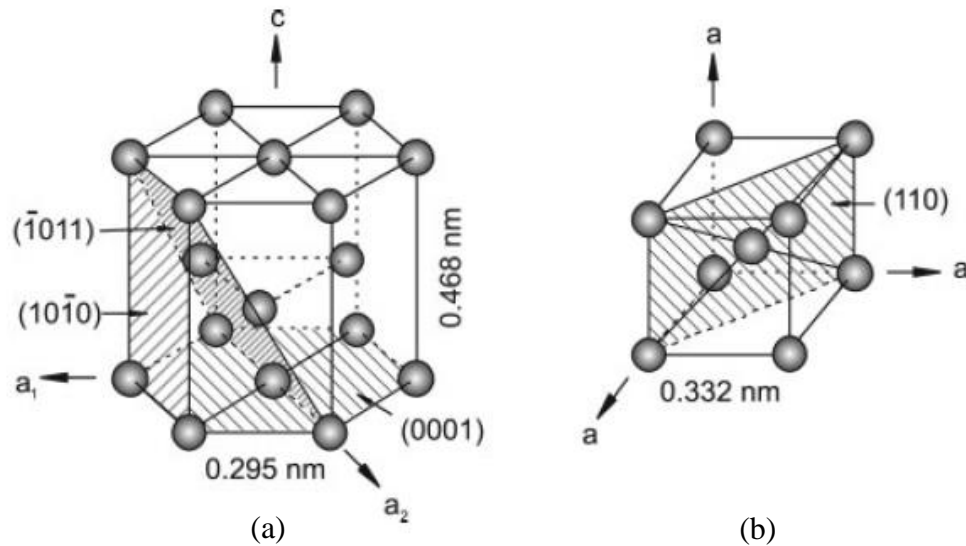 c
(1̅011)
(101̅0)
a₁
0.295 nm
a₂
(0001)
0.468 nm
(a)
a
(110)
a
0.332 nm
a
(b)